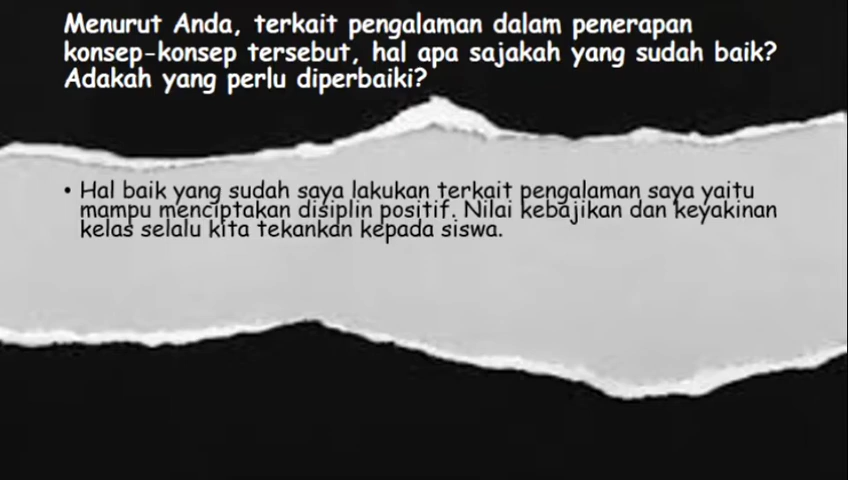 Menurut Anda, terkait pengalaman dalam penerapan
konsep-konsep tersebut, hal apa sajakah yang sudah baik?
Adakah yang perlu diperbaiki?
• Hal baik yang sudah saya lakukan terkait pengalaman saya yaitu
mampu menciptakan disiplin positif. Nilai kebajikan dan keyakinan
kelas selalu kita tekankan kepada siswa.